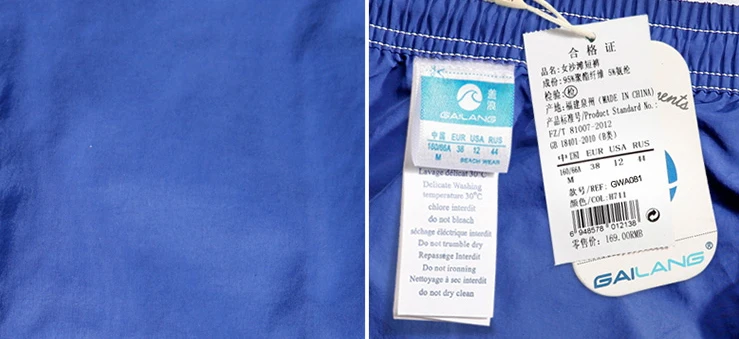 盖
浪
GAILANG
中国 EUR USA RUS
160/66A 38 12 44
M BEACH WEAR
Lavage délicat 30°C
Delicate Washing
temperature 30°C
chlore interdit
do not bleach
séchage éléctrique interdit
Do not trumble dry
Repassage Interdit
Do not ironning
Nettoyage à sec interdit
do not dry clean
合格证
品名:女沙滩短裤
成份:95%聚酯纤维 5%氨纶
检验: 检
产地:福建泉州 (MADE IN CHINA)
产品标准号/Product Standard No.:
FZ/T 81007-2012
GB 18401-2010 (B类)
中国 EUR USA RUS
160/66A 38 12 44
M
款号/REF: GWA081
颜色/COL: H711
6 948578 012138
零售价: 169.00RMB
ents
GAILANG®